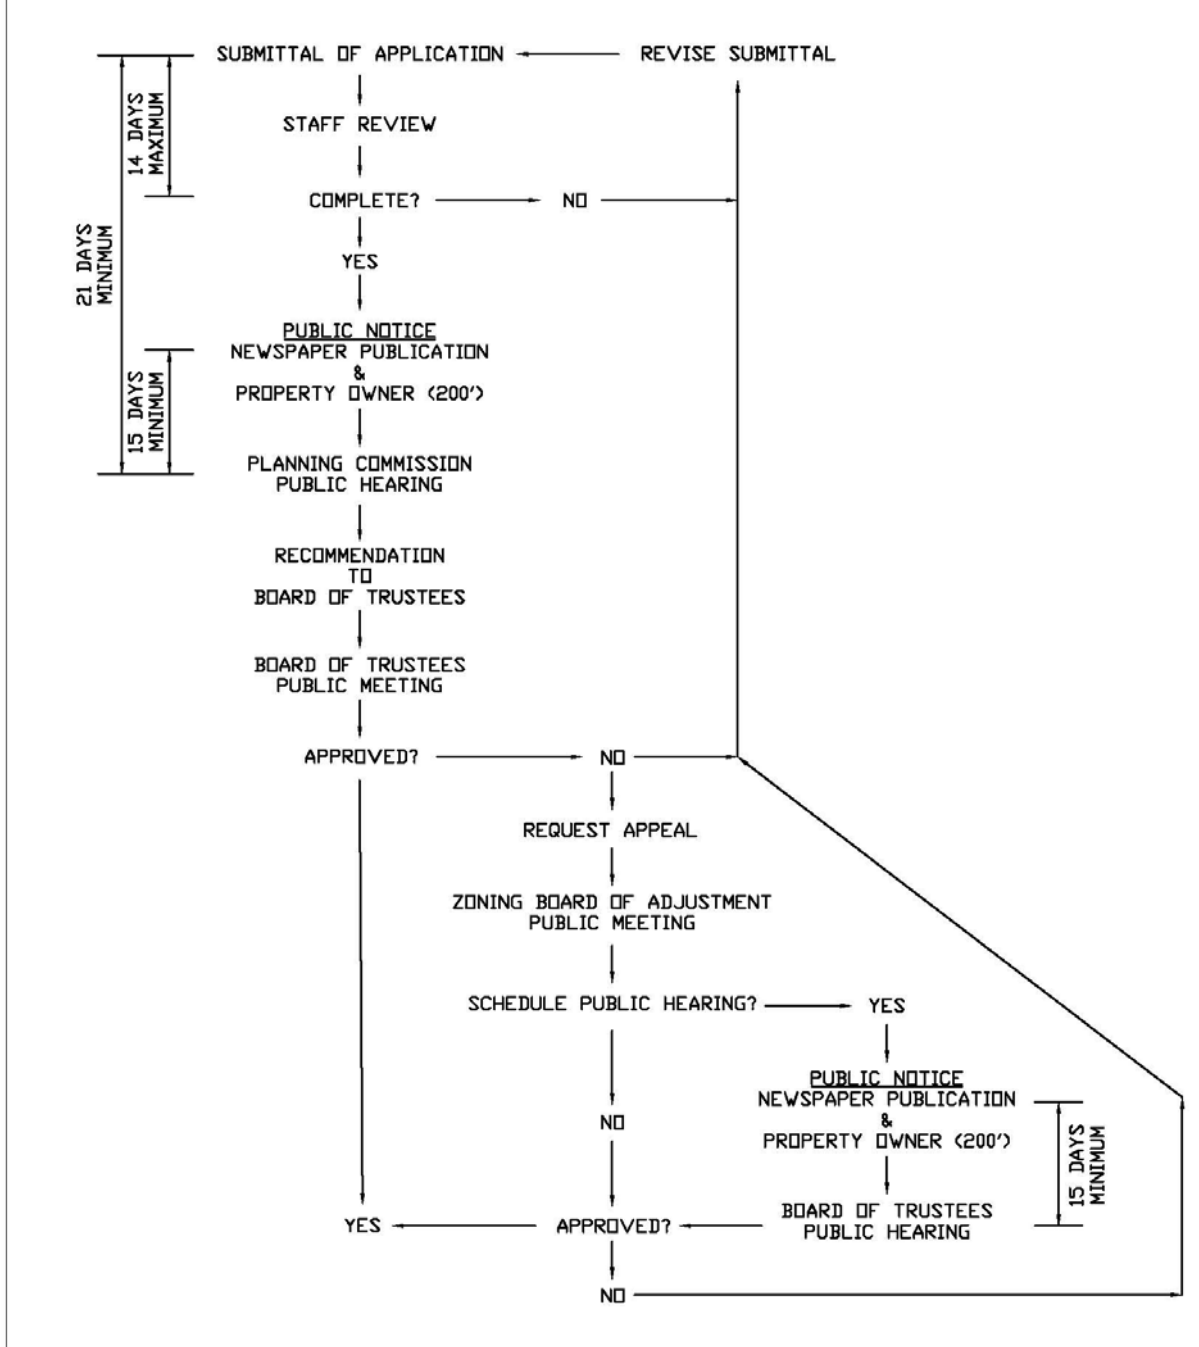 SUBMITTAL OF APPLICATION
REVISE SUBMITTAL
14 DAYS
MAXIMUM
STAFF REVIEW
COMPLETE?
NO
21 DAYS
MINIMUM
YES
PUBLIC NOTICE
NEWSPAPER PUBLICATION
&
PROPERTY OWNER (200')
15 DAYS
MINIMUM
PLANNING COMMISSION
PUBLIC HEARING
RECOMMENDATION
TO
BOARD OF TRUSTEES
BOARD OF TRUSTEES
PUBLIC MEETING
APPROVED?
NO
REQUEST APPEAL
ZONING BOARD OF ADJUSTMENT
PUBLIC MEETING
SCHEDULE PUBLIC HEARING?
YES
PUBLIC NOTICE
NEWSPAPER PUBLICATION
&
PROPERTY OWNER (200')
15 DAYS
MINIMUM
NO
BOARD OF TRUSTEES
PUBLIC HEARING
YES
APPROVED?
NO